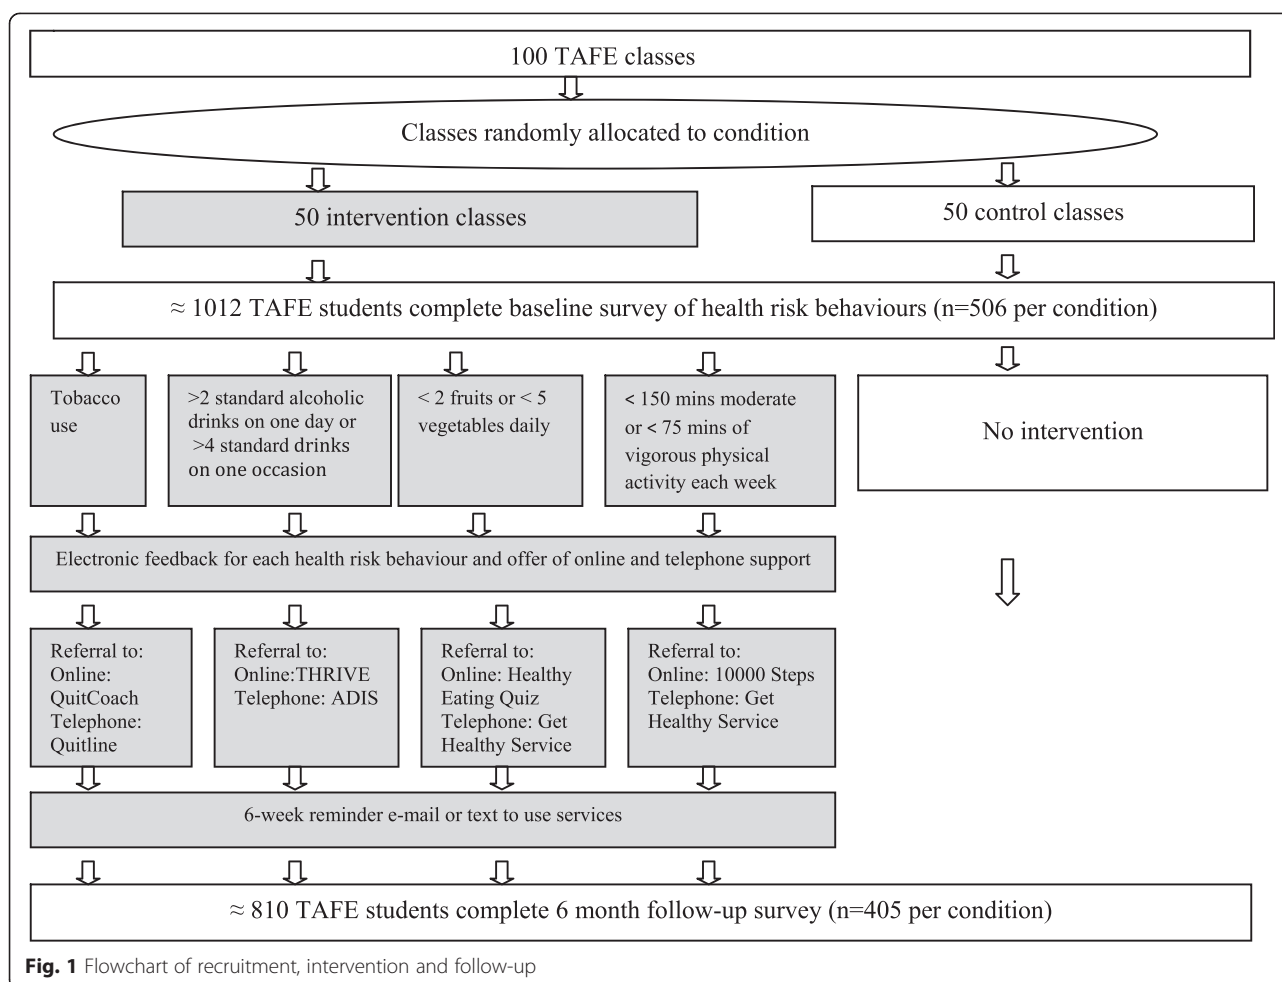 100 TAFE classes
Classes randomly allocated to condition
50 intervention classes
50 control classes
≈ 1012 TAFE students complete baseline survey of health risk behaviours (n=506 per condition)
Tobacco
use
>2 standard alcoholic
drinks on one day or
>4 standard drinks
on one occasion
< 2 fruits or < 5
vegetables daily
< 150 mins moderate
or < 75 mins of
vigorous physical
activity each week
No intervention
Electronic feedback for each health risk behaviour and offer of online and telephone support
Referral to:
Online:
QuitCoach
Telephone:
Quitline
Referral to:
Online:THRIVE
Telephone: ADIS
Referral to:
Online: Healthy
Eating Quiz
Telephone: Get
Healthy Service
Referral to:
Online: 10000 Steps
Telephone: Get
Healthy Service
6-week reminder e-mail or text to use services
≈ 810 TAFE students complete 6 month follow-up survey (n=405 per condition)
Fig. 1 Flowchart of recruitment, intervention and follow-up